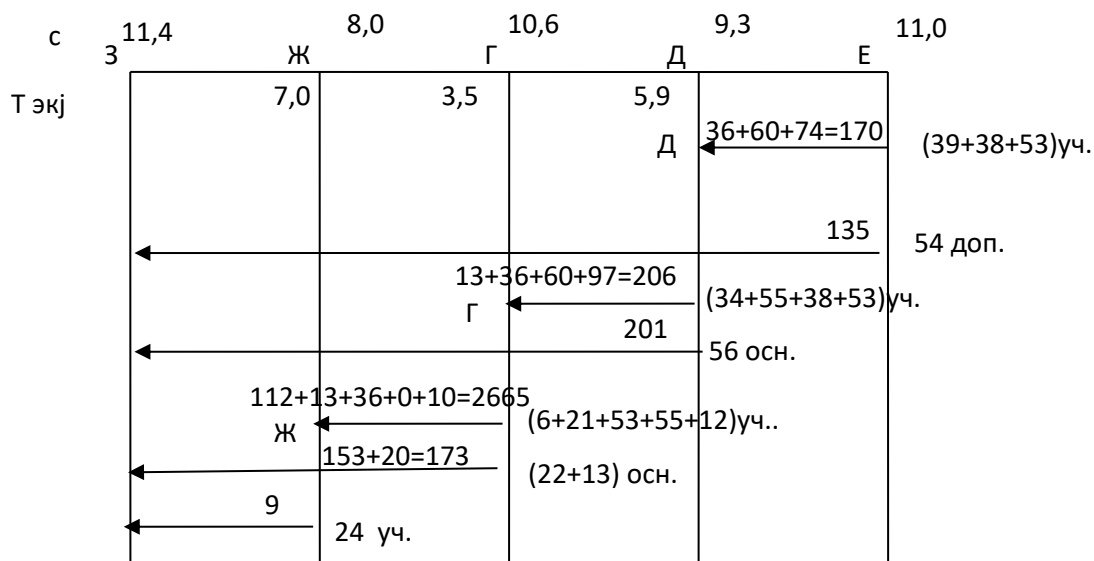 с 11,4 8,0 10,6 9,3 11,0
З Ж Г Д Е
Т экј 7,0 3,5 5,9
Д 36+60+74=170 (39+38+53)уч.
135 54 доп.
13+36+60+97=206
Г (34+55+38+53)уч.
201 56 осн.
112+13+36+0+10=2665
Ж (6+21+53+55+12)уч..
153+20=173 (22+13) осн.
9 24 уч.